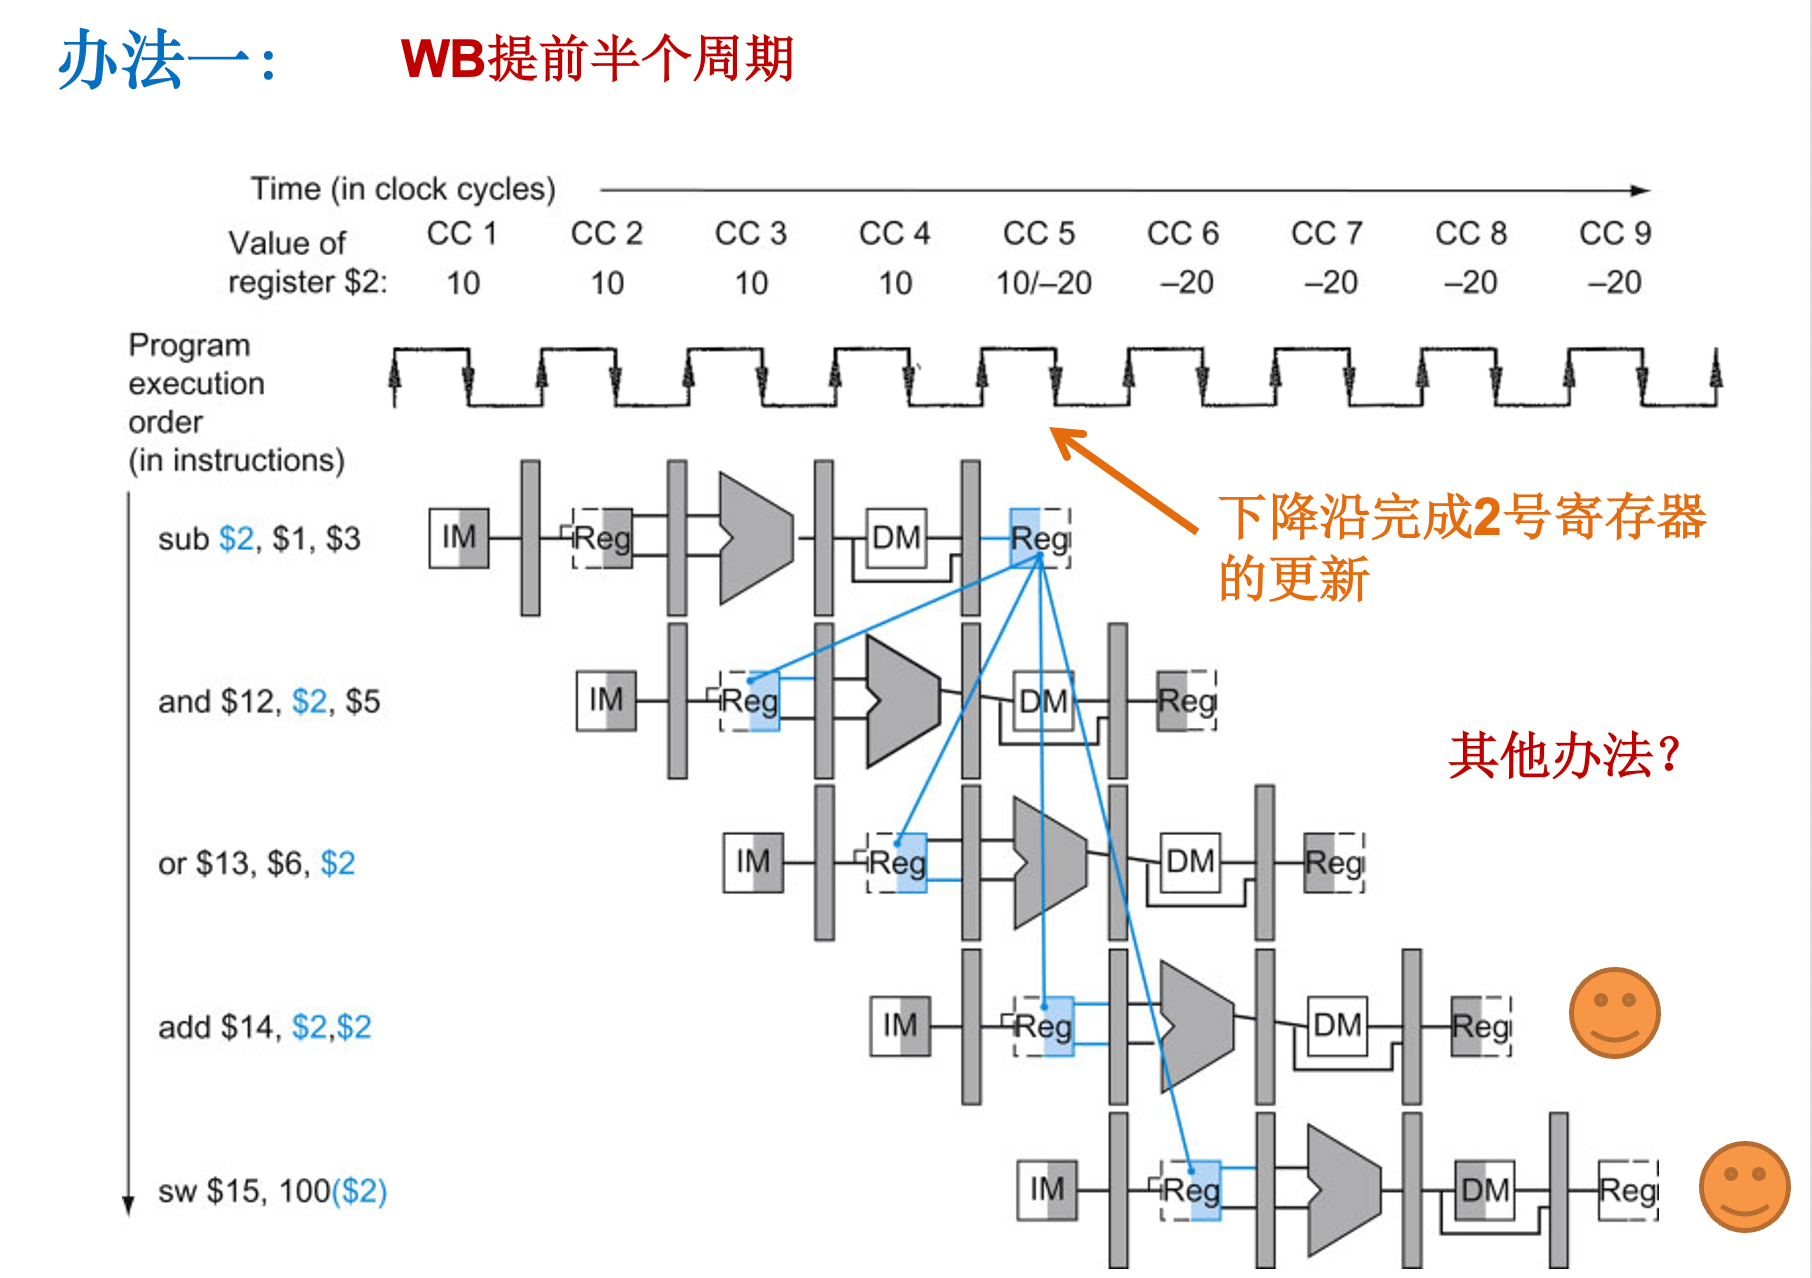 办法一：
WB提前半个周期
Time (in clock cycles)
CC 1 CC 2 CC 3 CC 4 CC 5 CC 6 CC 7 CC 8 CC 9
Value of
register $2: 10 10 10 10 10/–20 –20 –20 –20 –20
Program
execution
order
(in instructions)
下降沿完成2号寄存器
的更新
sub $2, $1, $3 IM Reg DM Reg
and $12, $2, $5 IM Reg DM Reg
其他办法？
or $13, $6, $2 IM Reg DM Reg
add $14, $2,$2 IM Reg DM Reg
sw $15, 100($2) IM Reg DM Reg